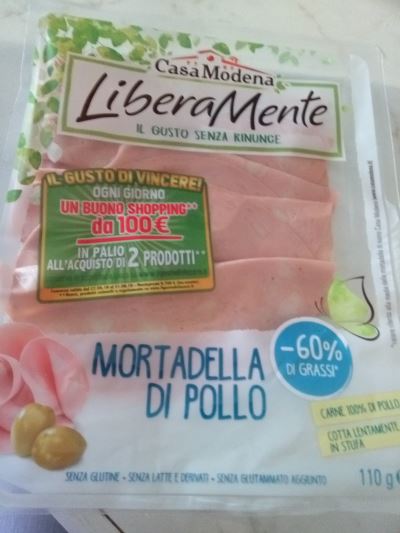 Casa Modena
LiberaMente
IL GUSTO SENZA RINUNCE
IL GUSTO DI VINCERE!
OGNI GIORNO
UN BUONO SHOPPING**
da 100€
IN PALIO
ALL'ACQUISTO DI 2 PRODOTTI**
MORTADELLA
DI POLLO
-60%
DI GRASSI*
CARNE 100% DI POLLO
COTTA LENTAMENTE
IN STUFA
SENZA GLUTINE - SENZA LATTE E DERIVATI - SENZA GLUTAMMATO AGGIUNTO
110 g